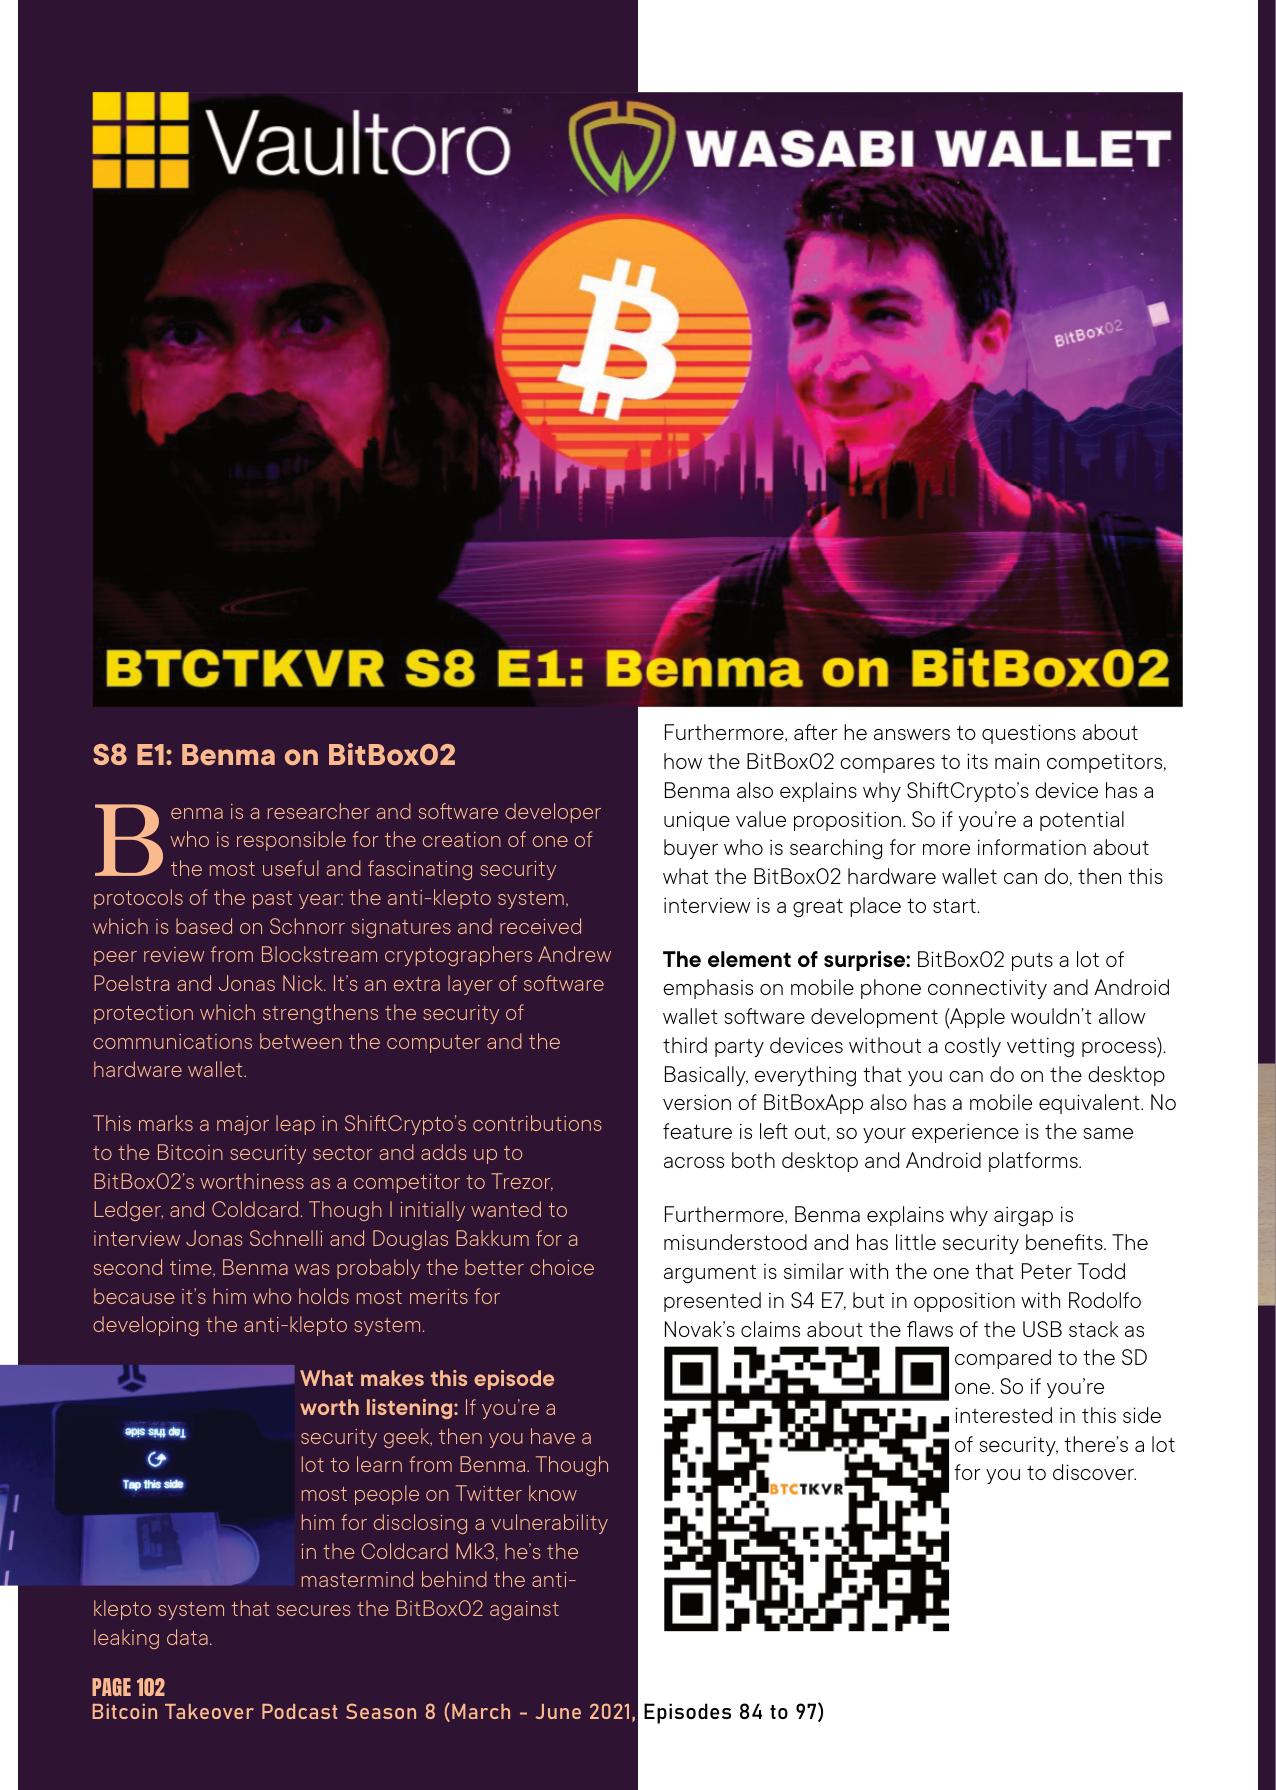 Vaultoro™
WASABI WALLET
BitBox02
BTCTKVR S8 E1: Benma on BitBox02
S8 E1: Benma on BitBox02
Benma is a researcher and software developer
who is responsible for the creation of one of
the most useful and fascinating security
protocols of the past year: the anti-klepto system,
which is based on Schnorr signatures and received
peer review from Blockstream cryptographers Andrew
Poelstra and Jonas Nick. It's an extra layer of software
protection which strengthens the security of
communications between the computer and the
hardware wallet.
This marks a major leap in ShiftCrypto's contributions
to the Bitcoin security sector and adds up to
BitBox02's worthiness as a competitor to Trezor,
Ledger, and Coldcard. Though I initially wanted to
interview Jonas Schnelli and Douglas Bakkum for a
second time, Benma was probably the better choice
because it's him who holds most merits for
developing the anti-klepto system.
Tap this side
Tap this side
What makes this episode
worth listening: If you're a
security geek, then you have a
lot to learn from Benma. Though
most people on Twitter know
him for disclosing a vulnerability
in the Coldcard Mk3, he's the
mastermind behind the anti-
klepto system that secures the BitBox02 against
leaking data.
Furthermore, after he answers to questions about
how the BitBox02 compares to its main competitors,
Benma also explains why ShiftCrypto's device has a
unique value proposition. So if you're a potential
buyer who is searching for more information about
what the BitBox02 hardware wallet can do, then this
interview is a great place to start.
The element of surprise: BitBox02 puts a lot of
emphasis on mobile phone connectivity and Android
wallet software development (Apple wouldn't allow
third party devices without a costly vetting process).
Basically, everything that you can do on the desktop
version of BitBoxApp also has a mobile equivalent. No
feature is left out, so your experience is the same
across both desktop and Android platforms.
Furthermore, Benma explains why airgap is
misunderstood and has little security benefits. The
argument is similar with the one that Peter Todd
presented in S4 E7, but in opposition with Rodolfo
Novak's claims about the flaws of the USB stack as
compared to the SD
one. So if you're
interested in this side
of security, there's a lot
for you to discover.
BTCTKVR
PAGE 102
Bitcoin Takeover Podcast Season 8 (March - June 2021, Episodes 84 to 97)